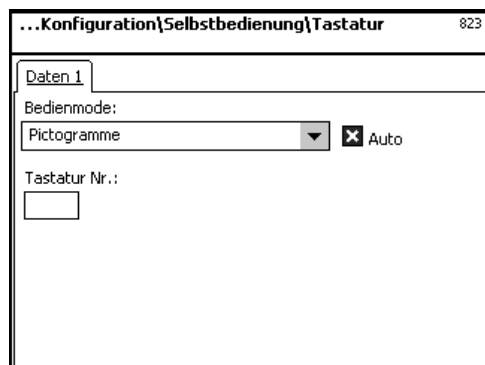 ...Konfiguration\Selbstbedienung\Tastatur 823
Daten 1
Bedienmode:
Pictogramme Auto
Tastatur Nr.: